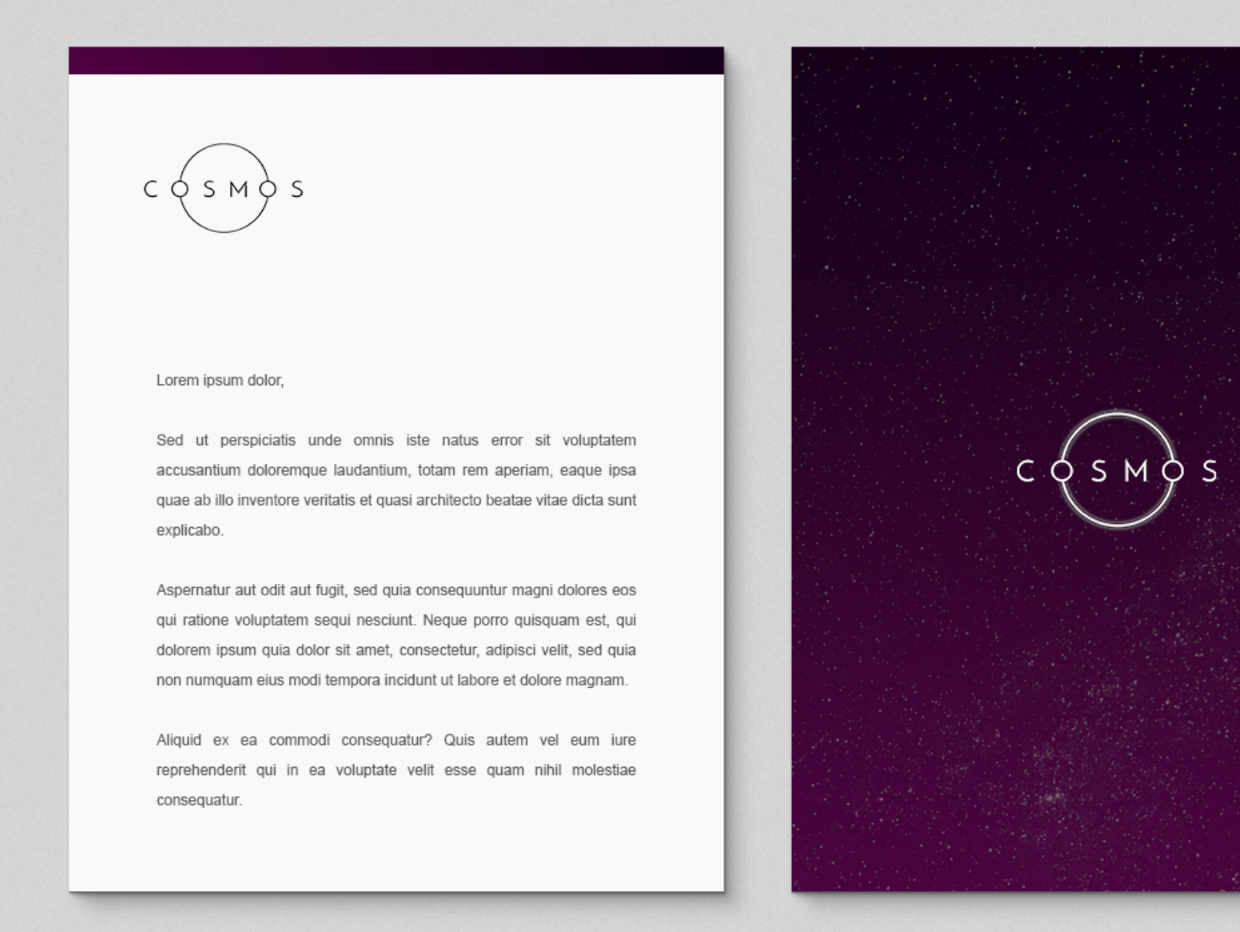 COSMOS
Lorem ipsum dolor,
Sed ut perspiciatis unde omnis iste natus error sit voluptatem
accusantium doloremque laudantium, totam rem aperiam, eaque ipsa
quae ab illo inventore veritatis et quasi architecto beatae vitae dicta sunt
explicabo.
Aspernatur aut odit aut fugit, sed quia consequuntur magni dolores eos
qui ratione voluptatem sequi nesciunt. Neque porro quisquam est, qui
dolorem ipsum quia dolor sit amet, consectetur, adipisci velit, sed quia
non numquam eius modi tempora incidunt ut labore et dolore magnam.
Aliquid ex ea commodi consequatur? Quis autem vel eum iure
reprehenderit qui in ea voluptate velit esse quam nihil molestiae
consequatur.
COSMOS